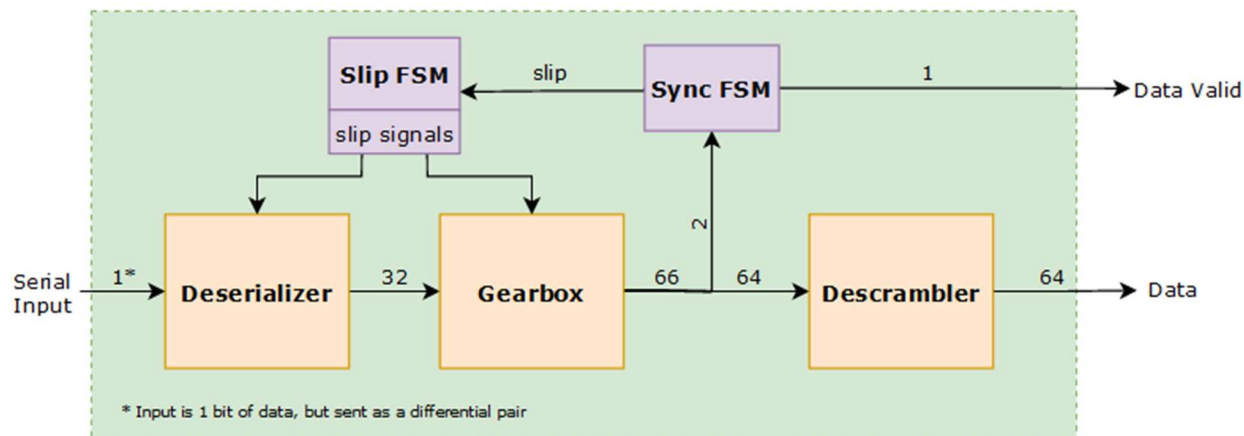 Slip FSM
slip signals
slip
Sync FSM
1
Data Valid
2
Serial
Input
1*
Deserializer
32
Gearbox
66
64
Descrambler
64
Data
* Input is 1 bit of data, but sent as a differential pair